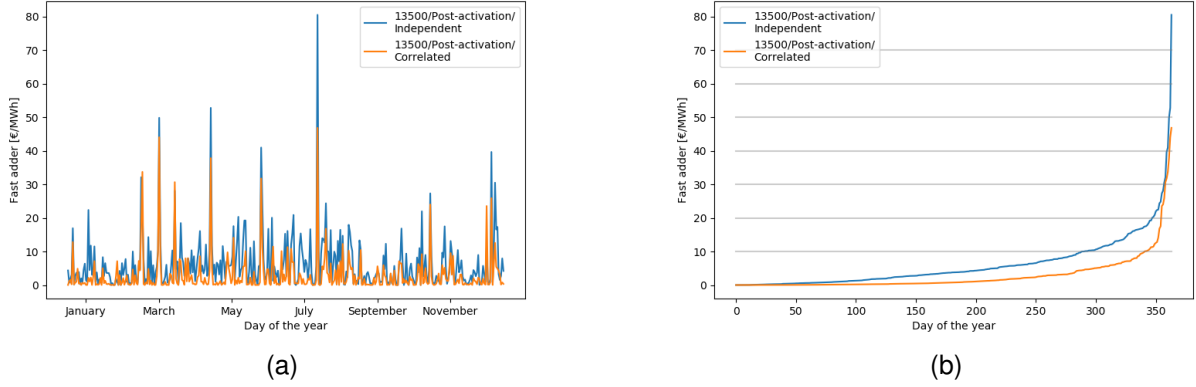 80
70
60
50
40
30
20
10
0
Fast adder [€/MWh]
13500/Post-activation/
Independent
13500/Post-activation/
Correlated
January March May July September November
Day of the year
(a)
80
70
60
50
40
30
20
10
0
Fast adder [€/MWh]
13500/Post-activation/
Independent
13500/Post-activation/
Correlated
0 50 100 150 200 250 300 350
Day of the year
(b)